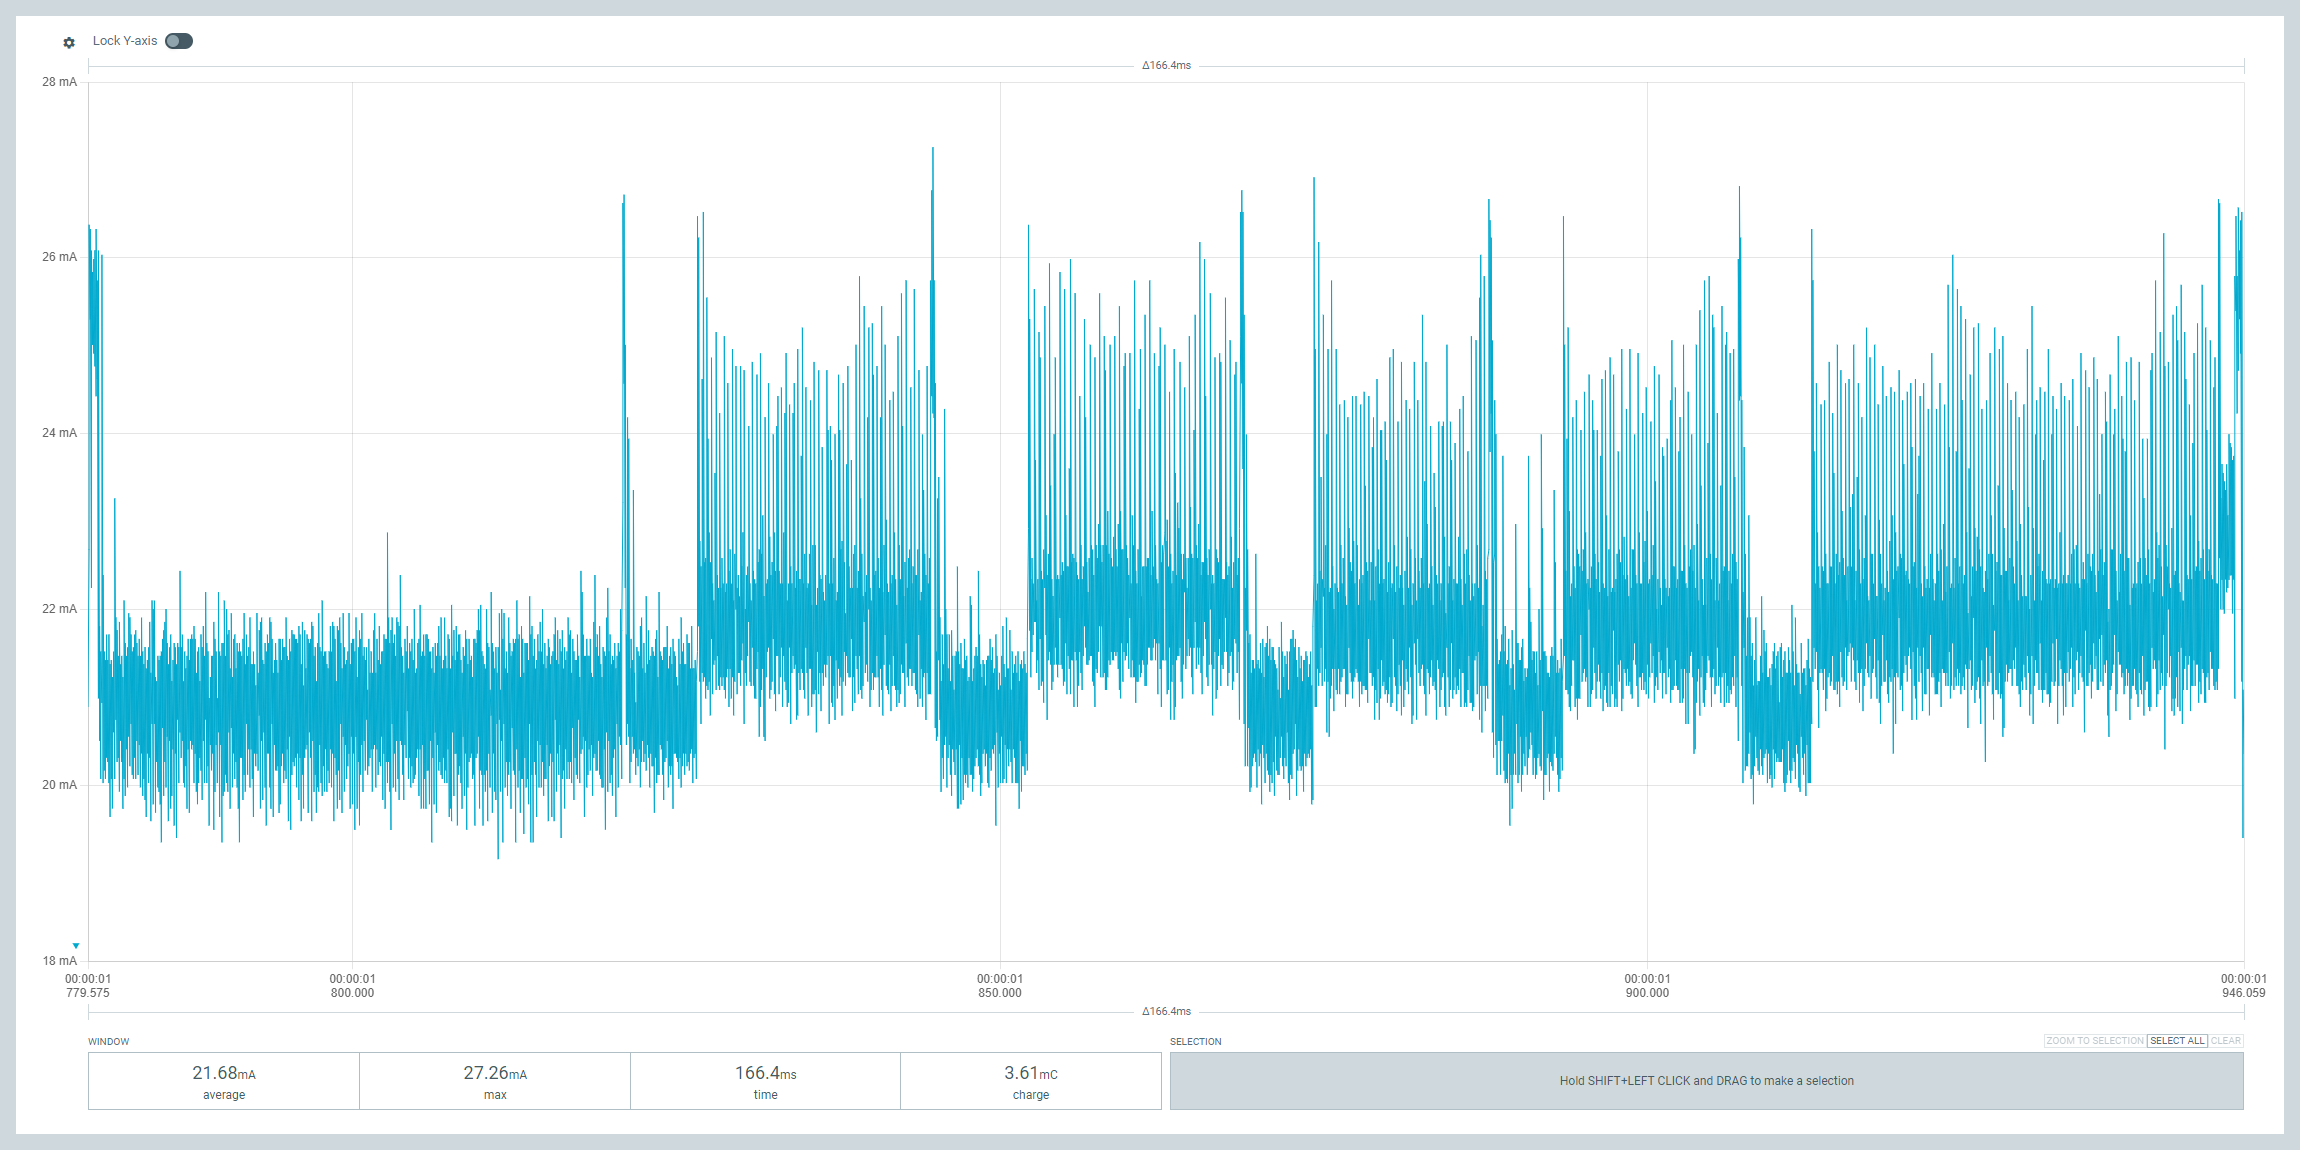 Lock Y-axis
Δ166.4ms
28 mA
26 mA
24 mA
22 mA
20 mA
18 mA
00:00:01 00:00:01 00:00:01 00:00:01 00:00:01
779.575 800.000 850.000 900.000 946.059
Δ166.4ms
WINDOW
21.68mA 27.26mA 166.4ms 3.61mC
average max time charge
SELECTION
ZOOM TO SELECTION SELECT ALL CLEAR
Hold SHIFT+LEFT CLICK and DRAG to make a selection